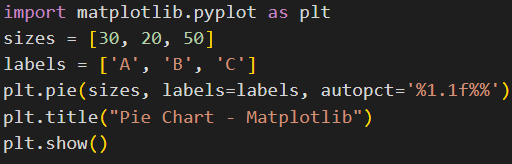 import matplotlib.pyplot as plt
sizes = [30, 20, 50]
labels = ['A', 'B', 'C']
plt.pie(sizes, labels=labels, autopct='%1.1f%%')
plt.title("Pie Chart - Matplotlib")
plt.show()